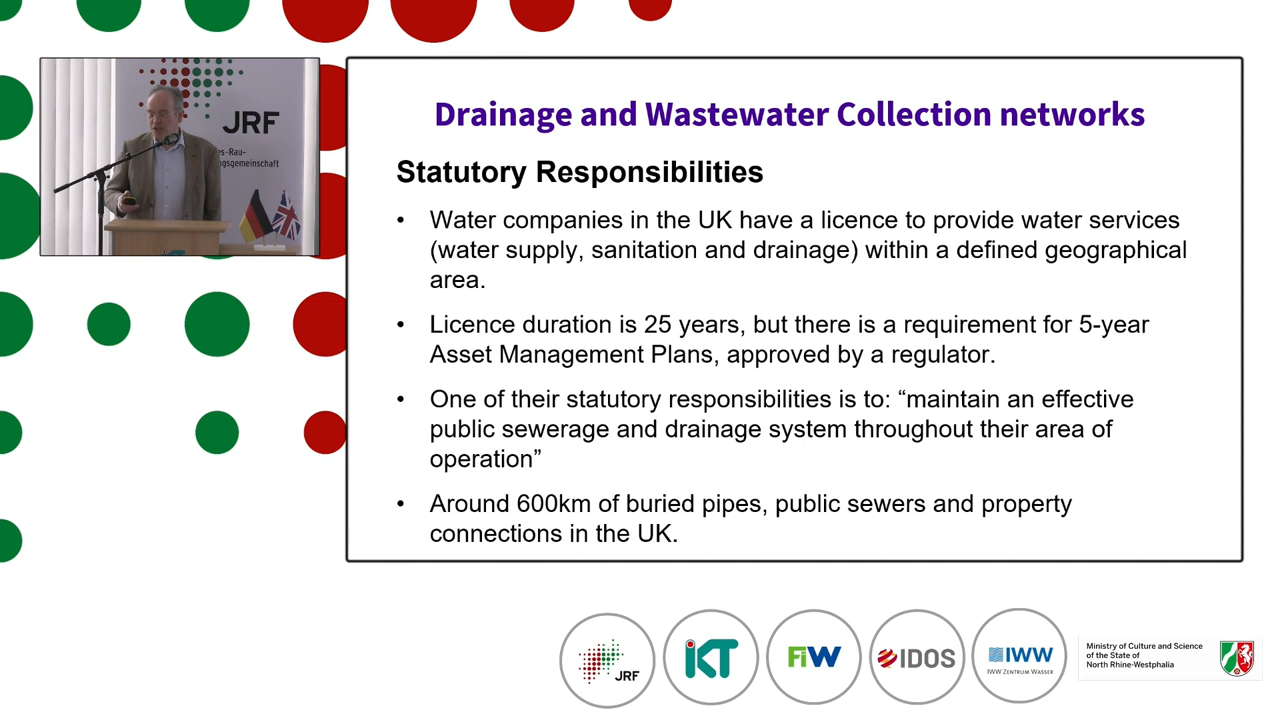 JRF
es-Rau-
ngsgemeinschaft
Drainage and Wastewater Collection networks
Statutory Responsibilities
• Water companies in the UK have a licence to provide water services
(water supply, sanitation and drainage) within a defined geographical
area.
• Licence duration is 25 years, but there is a requirement for 5-year
Asset Management Plans, approved by a regulator.
• One of their statutory responsibilities is to: “maintain an effective
public sewerage and drainage system throughout their area of
operation”
• Around 600km of buried pipes, public sewers and property
connections in the UK.
JRF
iKT
FiW
IDOS
IWW
IWW ZENTRUM WASSER
Ministry of Culture and Science
of the State of
North Rhine-Westphalia